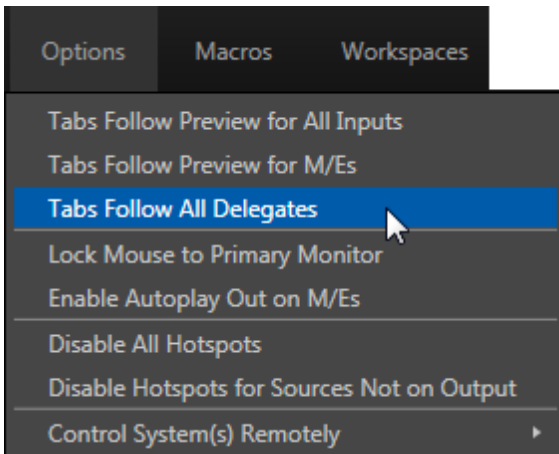 Options Macros Workspaces
Tabs Follow Preview for All Inputs
Tabs Follow Preview for M/Es
Tabs Follow All Delegates
Lock Mouse to Primary Monitor
Enable Autoplay Out on M/Es
Disable All Hotspots
Disable Hotspots for Sources Not on Output
Control System(s) Remotely